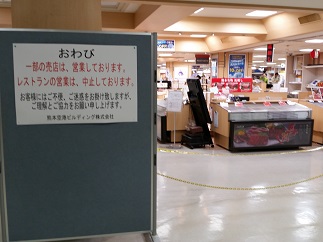 おわび
一部の売店は、営業しております。
レストランの営業は、中止しております。
お客様にはご不便、ご迷惑をお掛け致しますが、
ご理解とご協力をお願い申し上げます。
熊本空港ビルディング株式会社